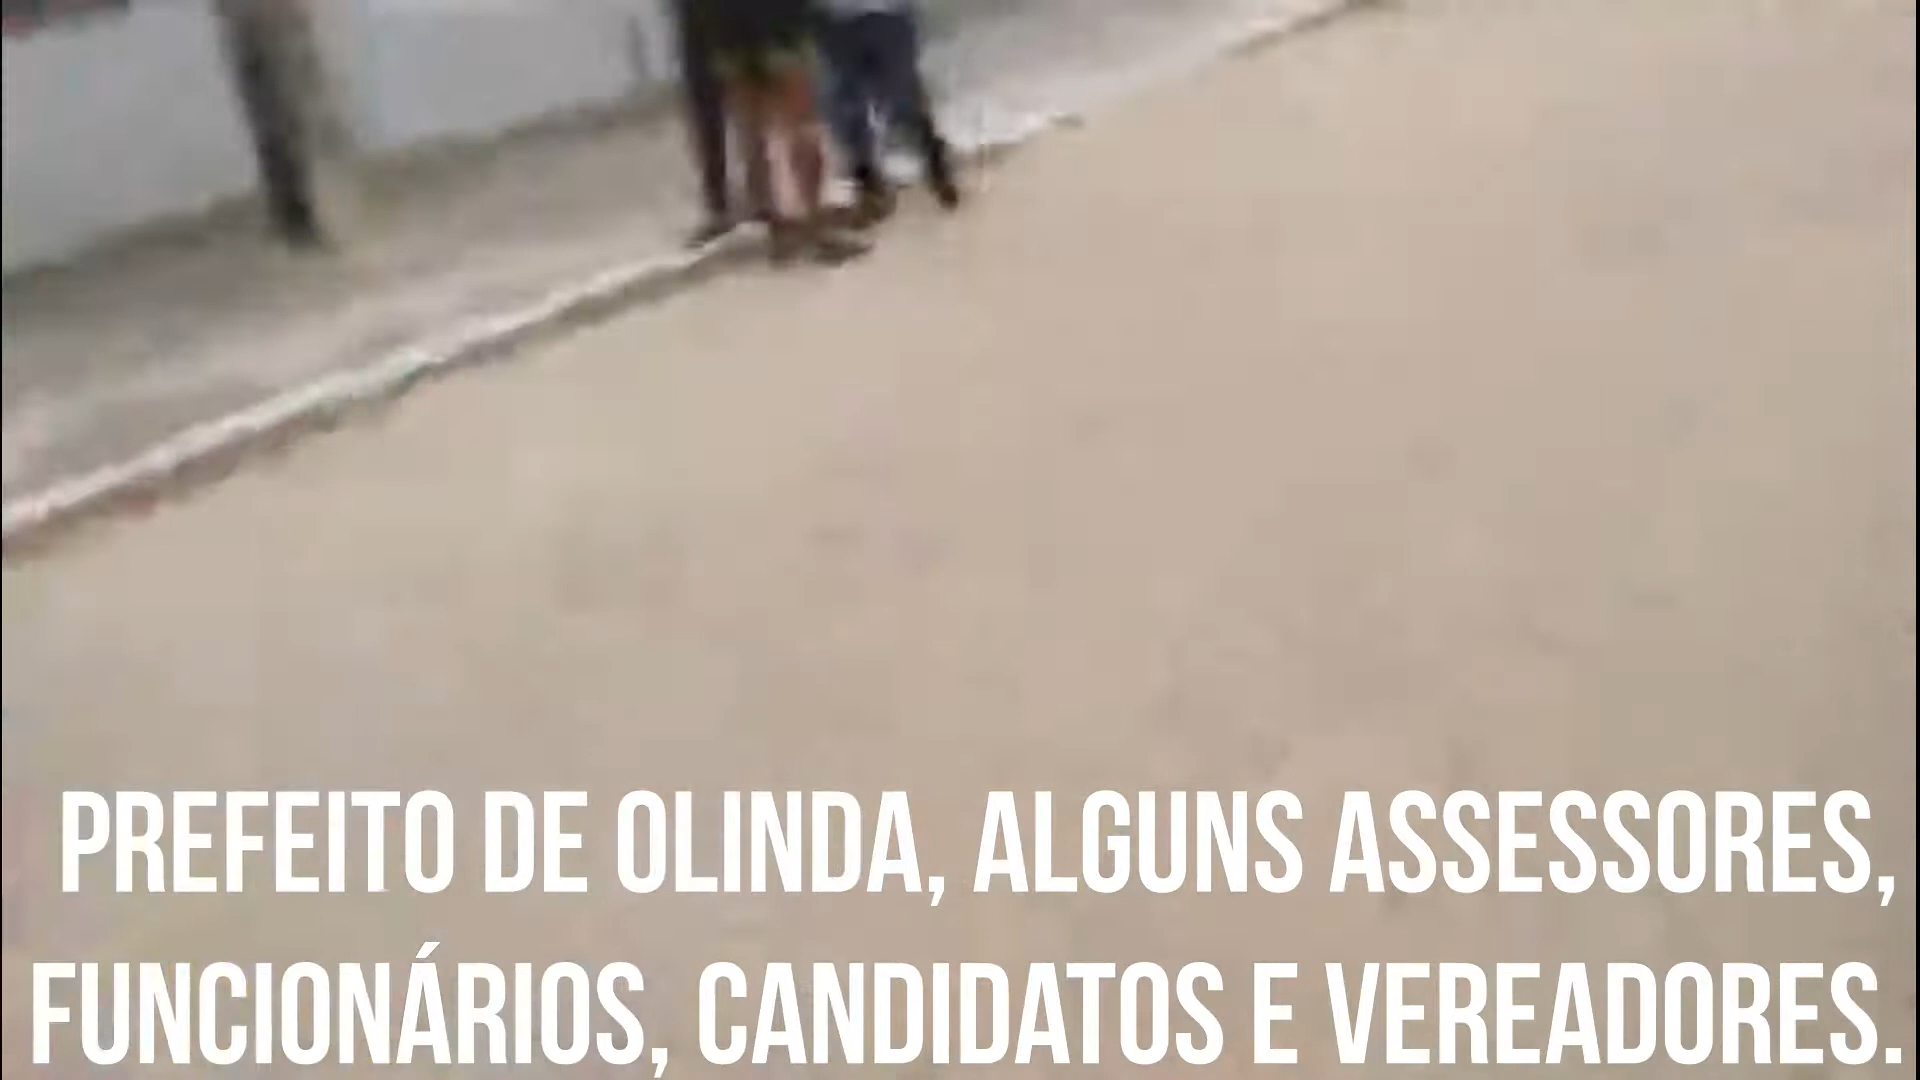 PREFEITO DE OLINDA, ALGUNS ASSESSORES,
FUNCIONÁRIOS, CANDIDATOS E VEREADORES.